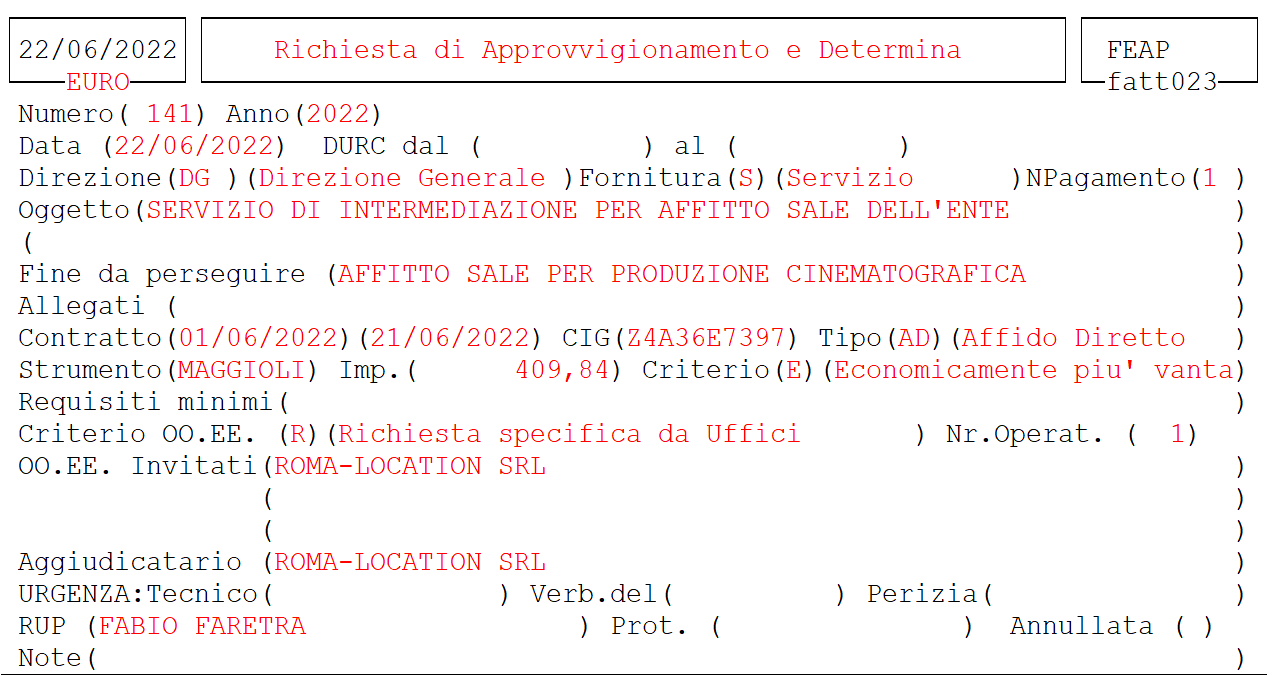 22/06/2022 Richiesta di Approvvigionamento e Determina FEAP
EURO fatt023
Numero( 141) Anno(2022)
Data (22/06/2022) DURC dal ( ) al ( )
Direzione(DG )(Direzione Generale )Fornitura(S)(Servizio )NPagamento(1 )
Oggetto(SERVIZIO DI INTERMEDIAZIONE PER AFFITTO SALE DELL'ENTE )
( )
Fine da perseguire (AFFITTO SALE PER PRODUZIONE CINEMATOGRAFICA )
Allegati ( )
Contratto(01/06/2022)(21/06/2022) CIG(Z4A36E7397) Tipo(AD)(Affido Diretto )
Strumento(MAGGIOLI) Imp.( 409,84) Criterio(E)(Economicamente piu' vanta)
Requisiti minimi( )
Criterio OO.EE. (R)(Richiesta specifica da Uffici ) Nr.Operat. ( 1)
OO.EE. Invitati(ROMA-LOCATION SRL )
( )
( )
Aggiudicatario (ROMA-LOCATION SRL )
URGENZA:Tecnico( ) Verb.del( ) Perizia( )
RUP (FABIO FARETRA ) Prot. ( ) Annullata ( )
Note( )